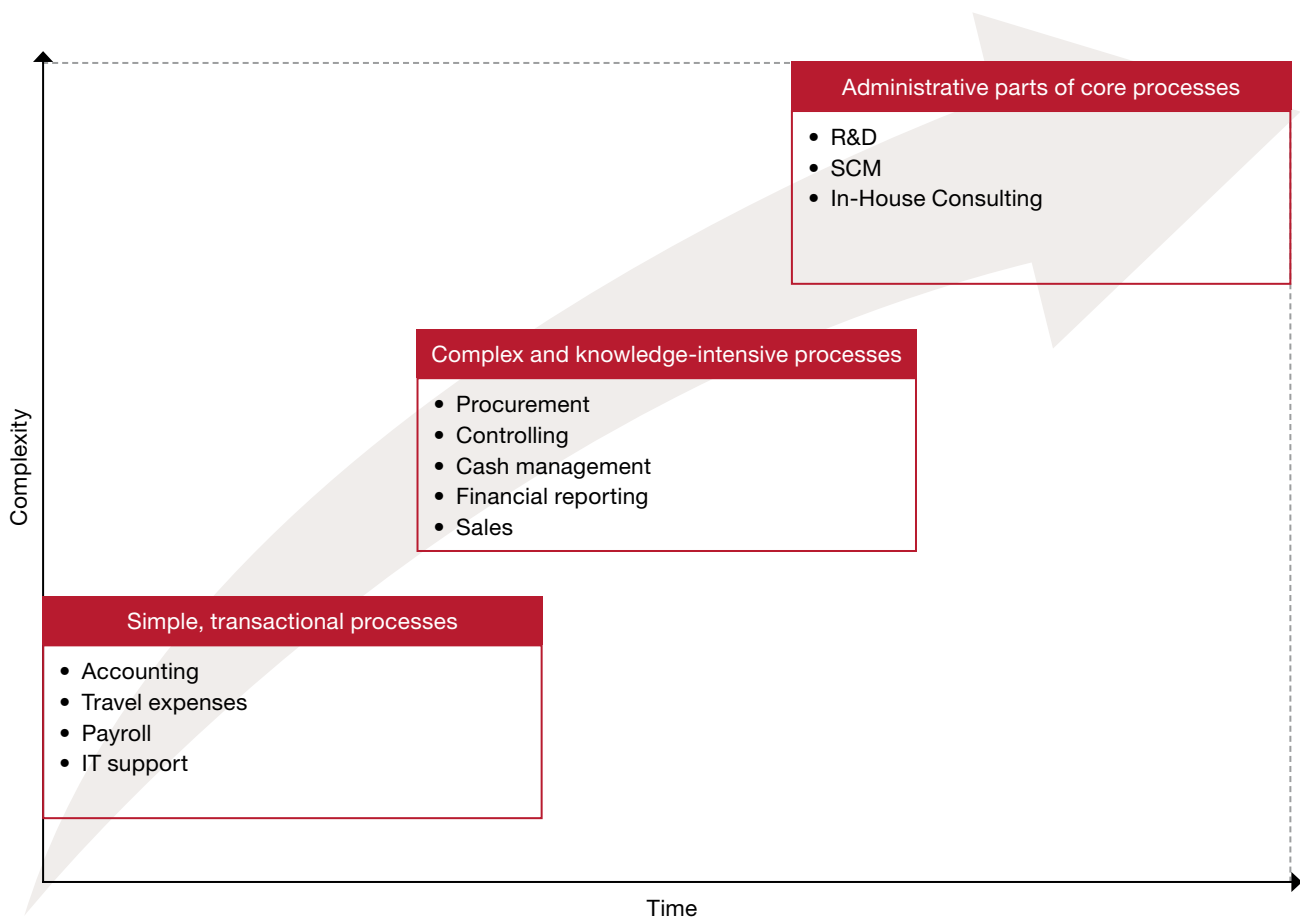 Administrative parts of core processes
• R&D
• SCM
• In-House Consulting
Complex and knowledge-intensive processes
• Procurement
• Controlling
• Cash management
• Financial reporting
• Sales
Complexity
Simple, transactional processes
• Accounting
• Travel expenses
• Payroll
• IT support
Time